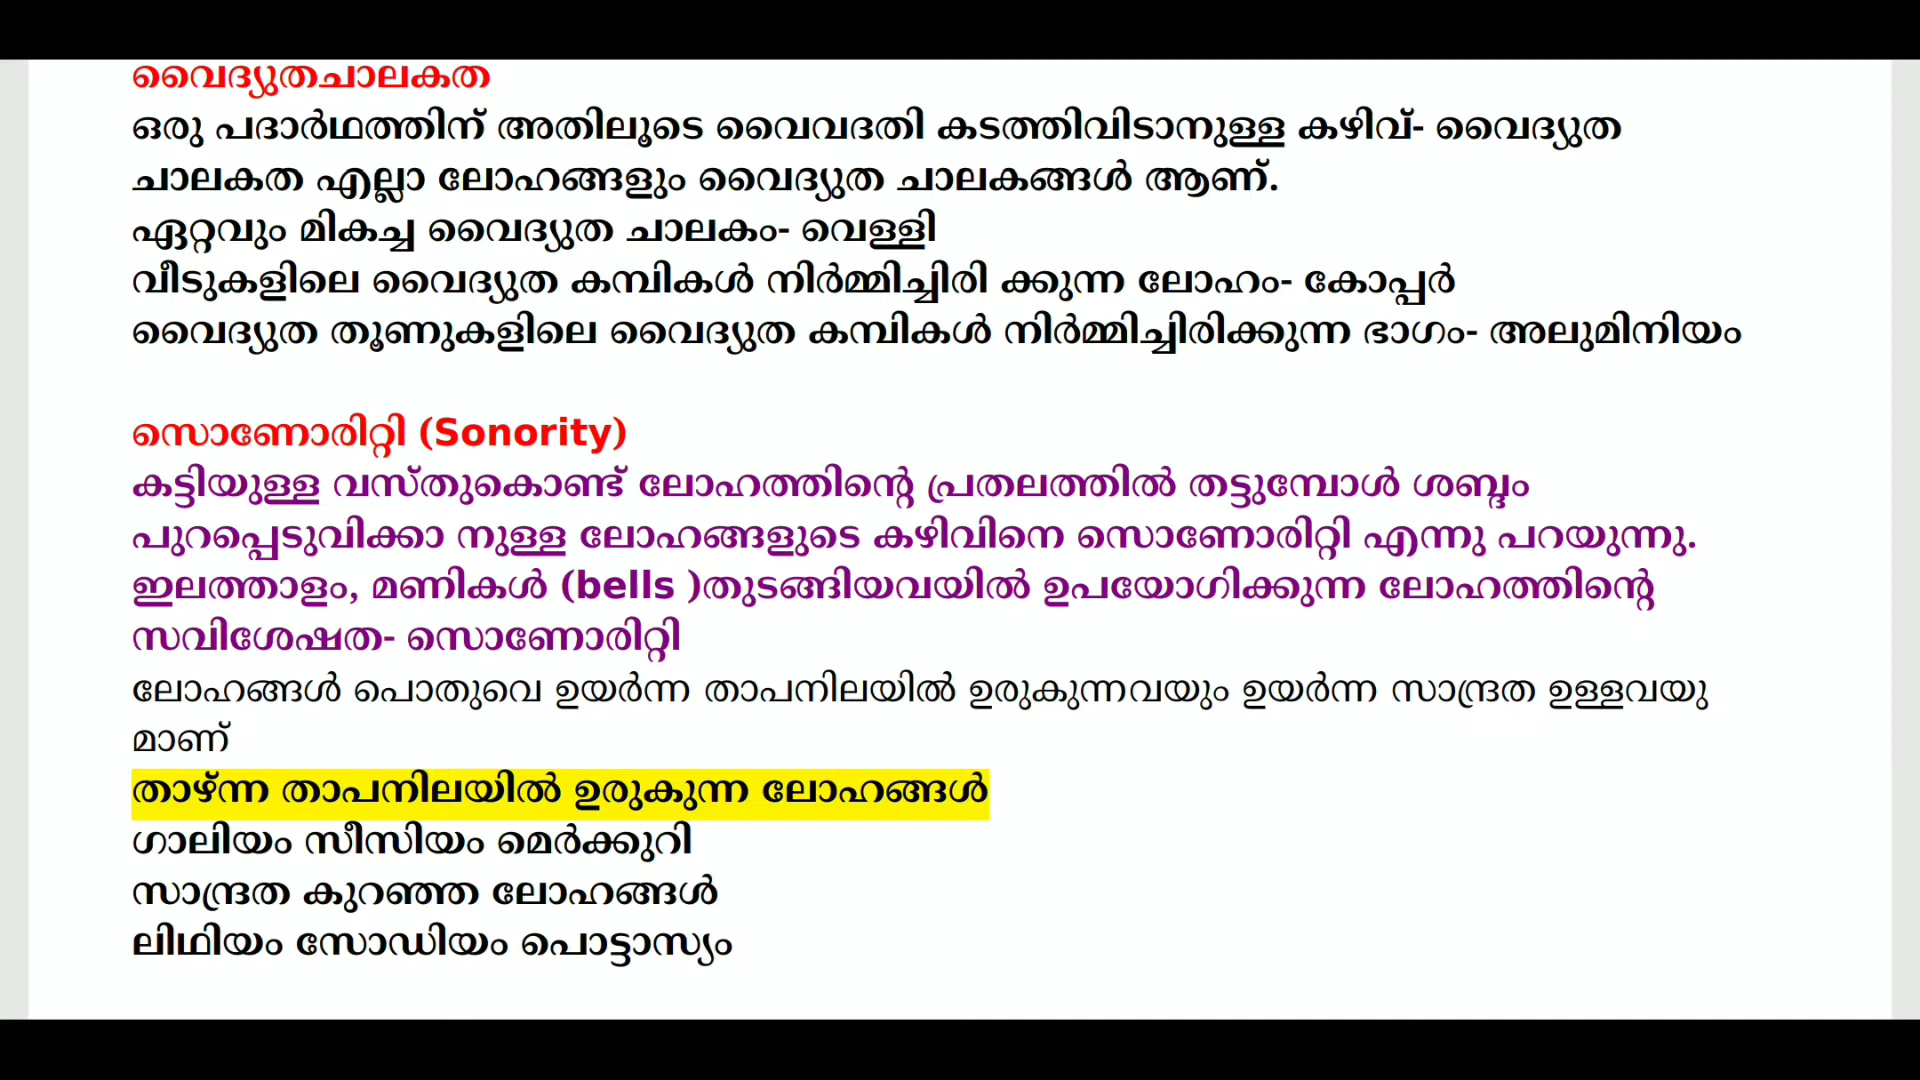 വൈദ്യുതചാലകത
ഒരു പദാർഥത്തിന് അതിലൂടെ വൈവദതി കടത്തിവിടാനുള്ള കഴിവ്- വൈദ്യുത
ചാലകത എല്ലാ ലോഹങ്ങളും വൈദ്യുത ചാലകങ്ങൾ ആണ്.
ഏറ്റവും മികച്ച വൈദ്യുത ചാലകം- വെള്ളി
വീടുകളിലെ വൈദ്യുത കമ്പികൾ നിർമ്മിച്ചിരി ക്കുന്ന ലോഹം- കോപ്പർ
വൈദ്യുത തൂണുകളിലെ വൈദ്യുത കമ്പികൾ നിർമ്മിച്ചിരിക്കുന്ന ഭാഗം- അലുമിനിയം
സൊണോരിറ്റി (Sonority)
കട്ടിയുള്ള വസ്തുകൊണ്ട് ലോഹത്തിന്റെ പ്രതലത്തിൽ തട്ടുമ്പോൾ ശബ്ദം
പുറപ്പെടുവിക്കാ നുള്ള ലോഹങ്ങളുടെ കഴിവിനെ സൊണോരിറ്റി എന്നു പറയുന്നു.
ഇലത്താളം, മണികൾ (bells )തുടങ്ങിയവയിൽ ഉപയോഗിക്കുന്ന ലോഹത്തിന്റെ
സവിശേഷത- സൊണോരിറ്റി
ലോഹങ്ങൾ പൊതുവെ ഉയർന്ന താപനിലയിൽ ഉരുകുന്നവയും ഉയർന്ന സാന്ദ്രത ഉള്ളവയു
മാണ്
താഴ്ന്ന താപനിലയിൽ ഉരുകുന്ന ലോഹങ്ങൾ
ഗാലിയം സീസിയം മെർക്കുറി
സാന്ദ്രത കുറഞ്ഞ ലോഹങ്ങൾ
ലിഥിയം സോഡിയം പൊട്ടാസ്യം